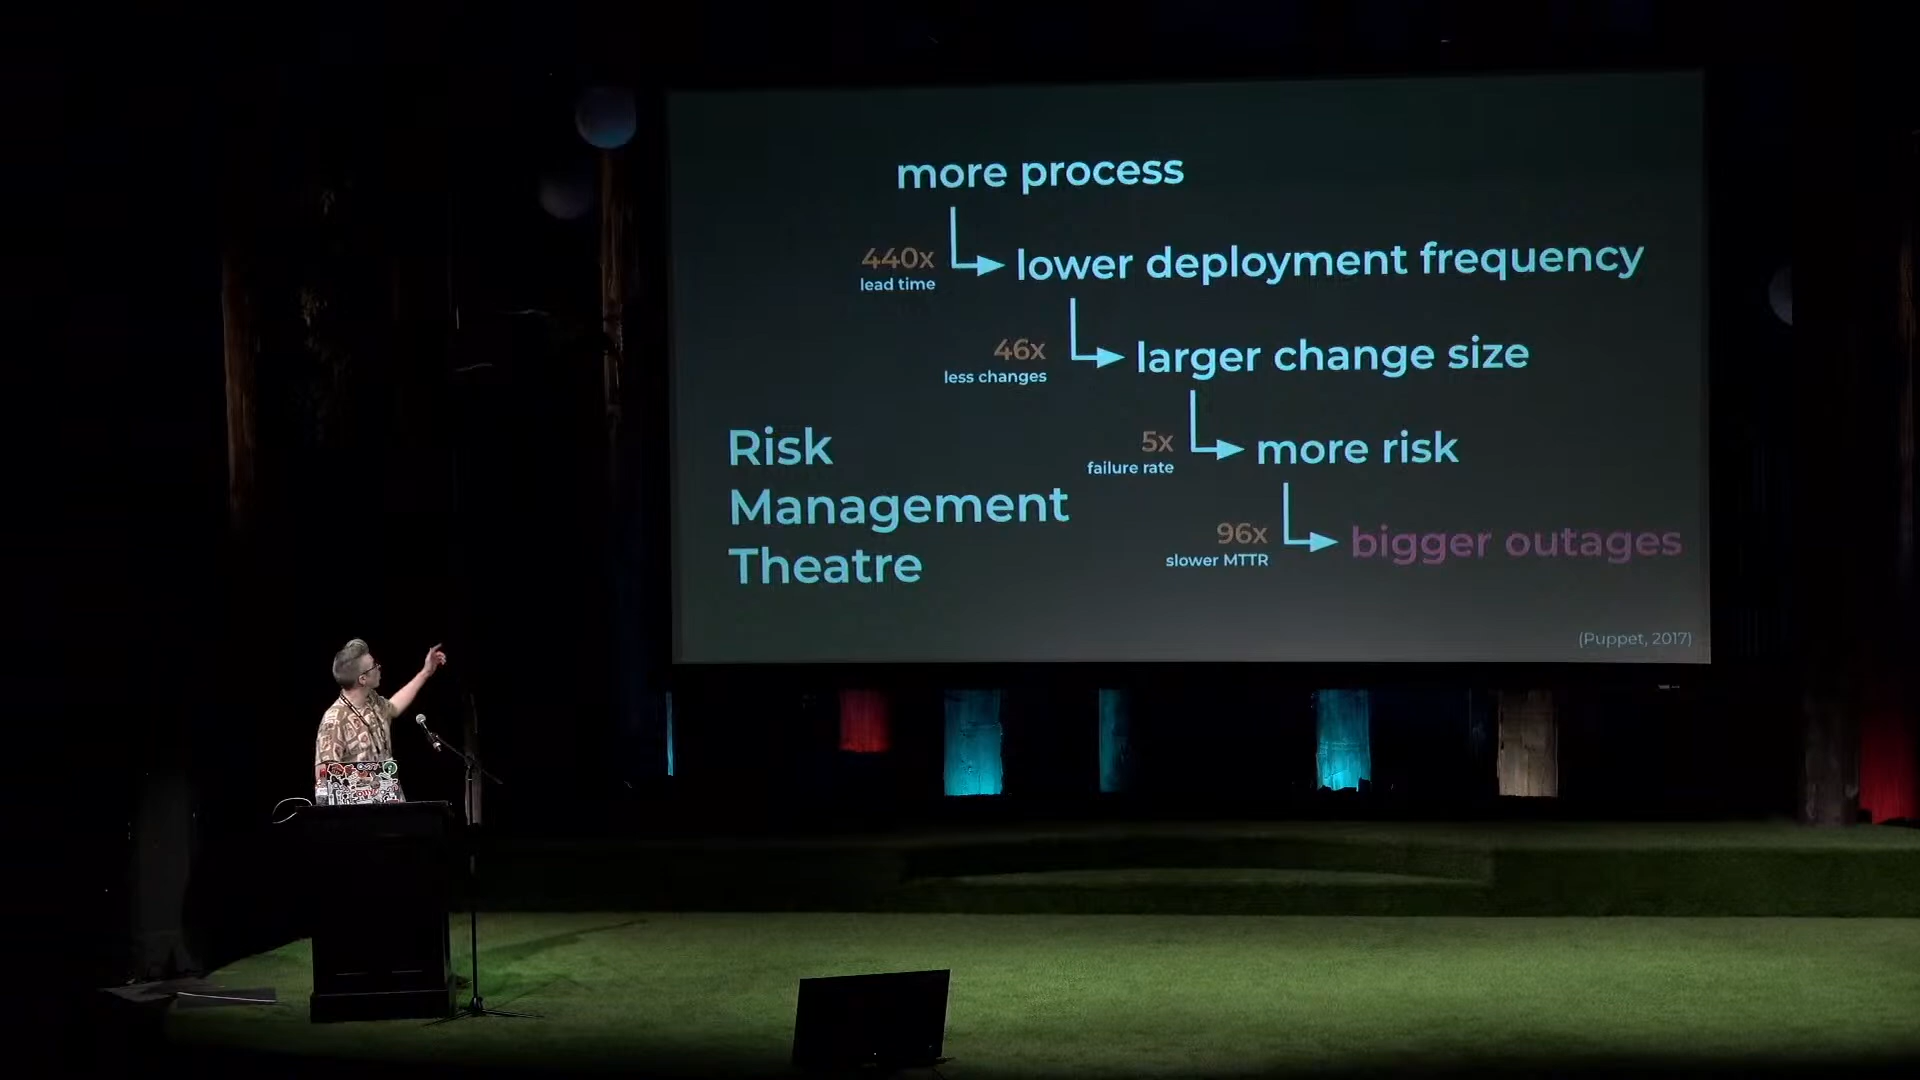 more process
440x
lead time
lower deployment frequency
46x
less changes
larger change size
5x
failure rate
more risk
96x
slower MTTR
bigger outages
Risk
Management
Theatre
(Puppet, 2017)